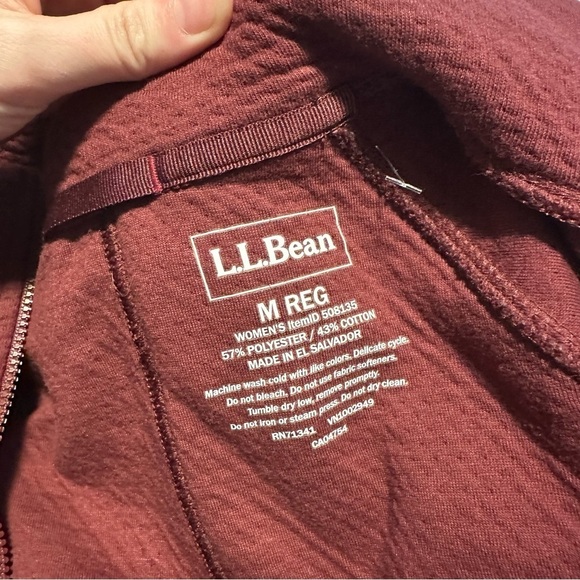 L.L.Bean
M REG
WOMEN'S ItemID 508135
57% POLYESTER / 43% COTTON
MADE IN EL SALVADOR
Machine wash cold with like colors. Delicate cycle.
Do not bleach. Do not use fabric softeners.
Tumble dry low, remove promptly.
Do not iron or steam press. Do not dry clean.
RN71341 VN1002949
CA04754